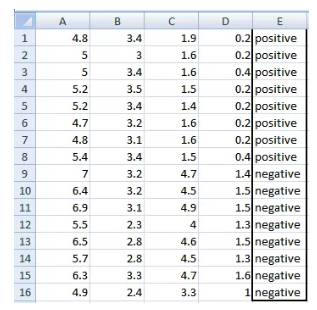 A B C D E
1 4.8 3.4 1.9 0.2 positive
2 5 3 1.6 0.2 positive
3 5 3.4 1.6 0.4 positive
4 5.2 3.5 1.5 0.2 positive
5 5.2 3.4 1.4 0.2 positive
6 4.7 3.2 1.6 0.2 positive
7 4.8 3.1 1.6 0.2 positive
8 5.4 3.4 1.5 0.4 positive
9 7 3.2 4.7 1.4 negative
10 6.4 3.2 4.5 1.5 negative
11 6.9 3.1 4.9 1.5 negative
12 5.5 2.3 4 1.3 negative
13 6.5 2.8 4.6 1.5 negative
14 5.7 2.8 4.5 1.3 negative
15 6.3 3.3 4.7 1.6 negative
16 4.9 2.4 3.3 1 negative